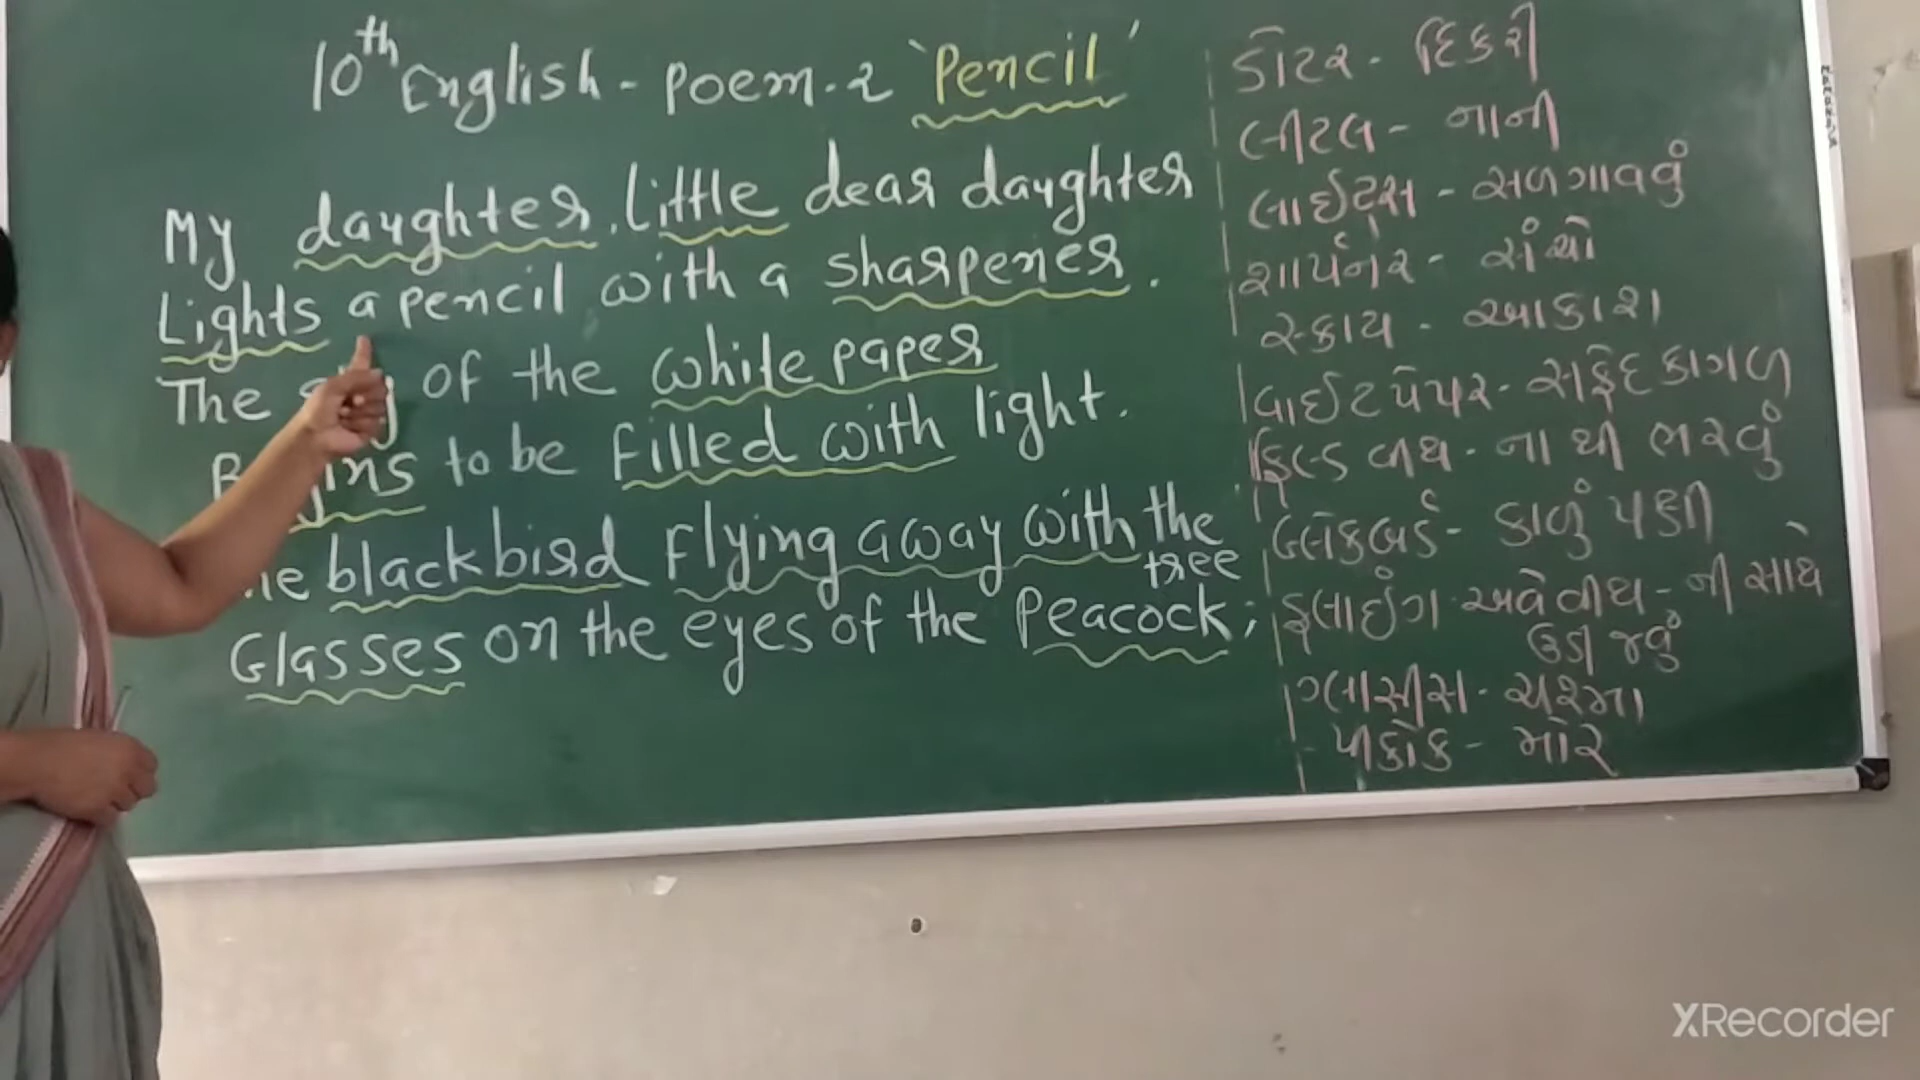 10th English - Poem-2 'Pencil'
My daughter, Little dear daughter
Lights a pencil with a sharpener.
The of the white paper
to be filled with light.
blackbird flying away with the
tree
Glasses on the eyes of the Peacock;
ડોટર - દિકરી
લીટલ - નાની
લાઈટ્સ - સળગાવવું
શાર્પનર - સંચો
સ્કાય - આકાશ
વાઈટ પેપર - સફેદ કાગળ
ફિલ્ડ વીથ - ના થી ભરવું
બ્લેકબર્ડ - કાળું પક્ષી
ફ્લાઈંગ અવે વીથ - ની સાથે
ઉડી જવું
ગ્લાસીસ - ચશ્મા
પીકોક - મોર
XRecorder